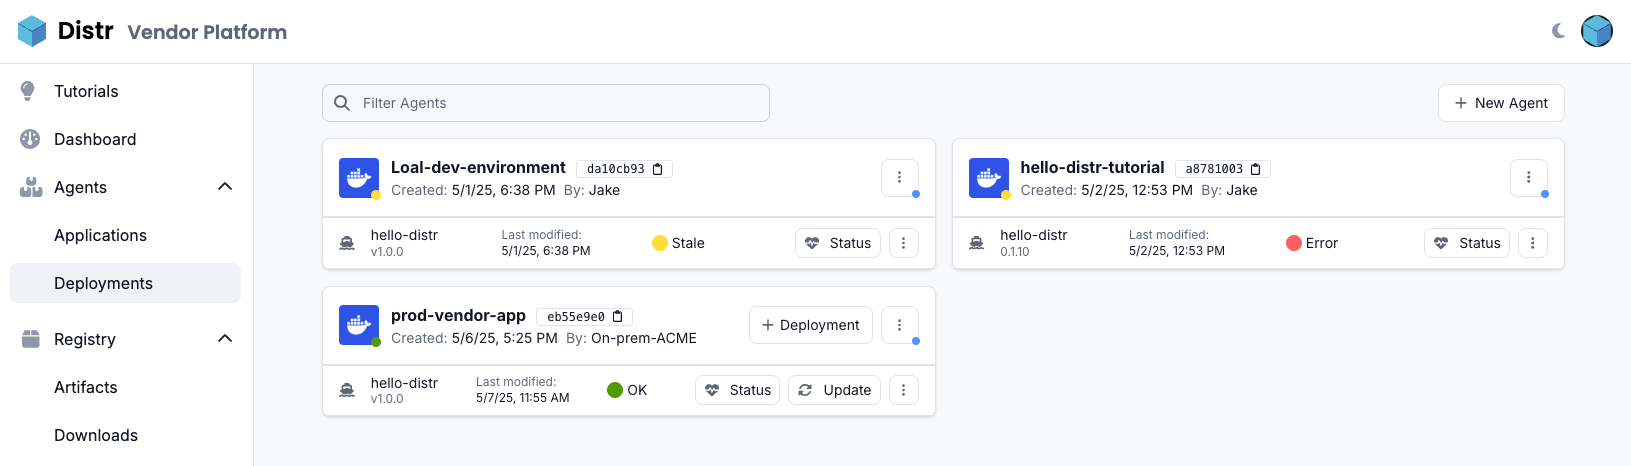 Distr Vendor Platform
Tutorials
Dashboard
Agents
Applications
Deployments
Registry
Artifacts
Downloads
Filter Agents
New Agent
Loal-dev-environment da10cb93
Created: 5/1/25, 6:38 PM By: Jake
hello-distr
v1.0.0
Last modified:
5/1/25, 6:38 PM
Stale
Status
hello-distr-tutorial a8781003
Created: 5/2/25, 12:53 PM By: Jake
hello-distr
0.1.10
Last modified:
5/2/25, 12:53 PM
Error
Status
prod-vendor-app eb55e9e0
Created: 5/6/25, 5:25 PM By: On-prem-ACME
Deployment
hello-distr
v1.0.0
Last modified:
5/7/25, 11:55 AM
OK
Status
Update